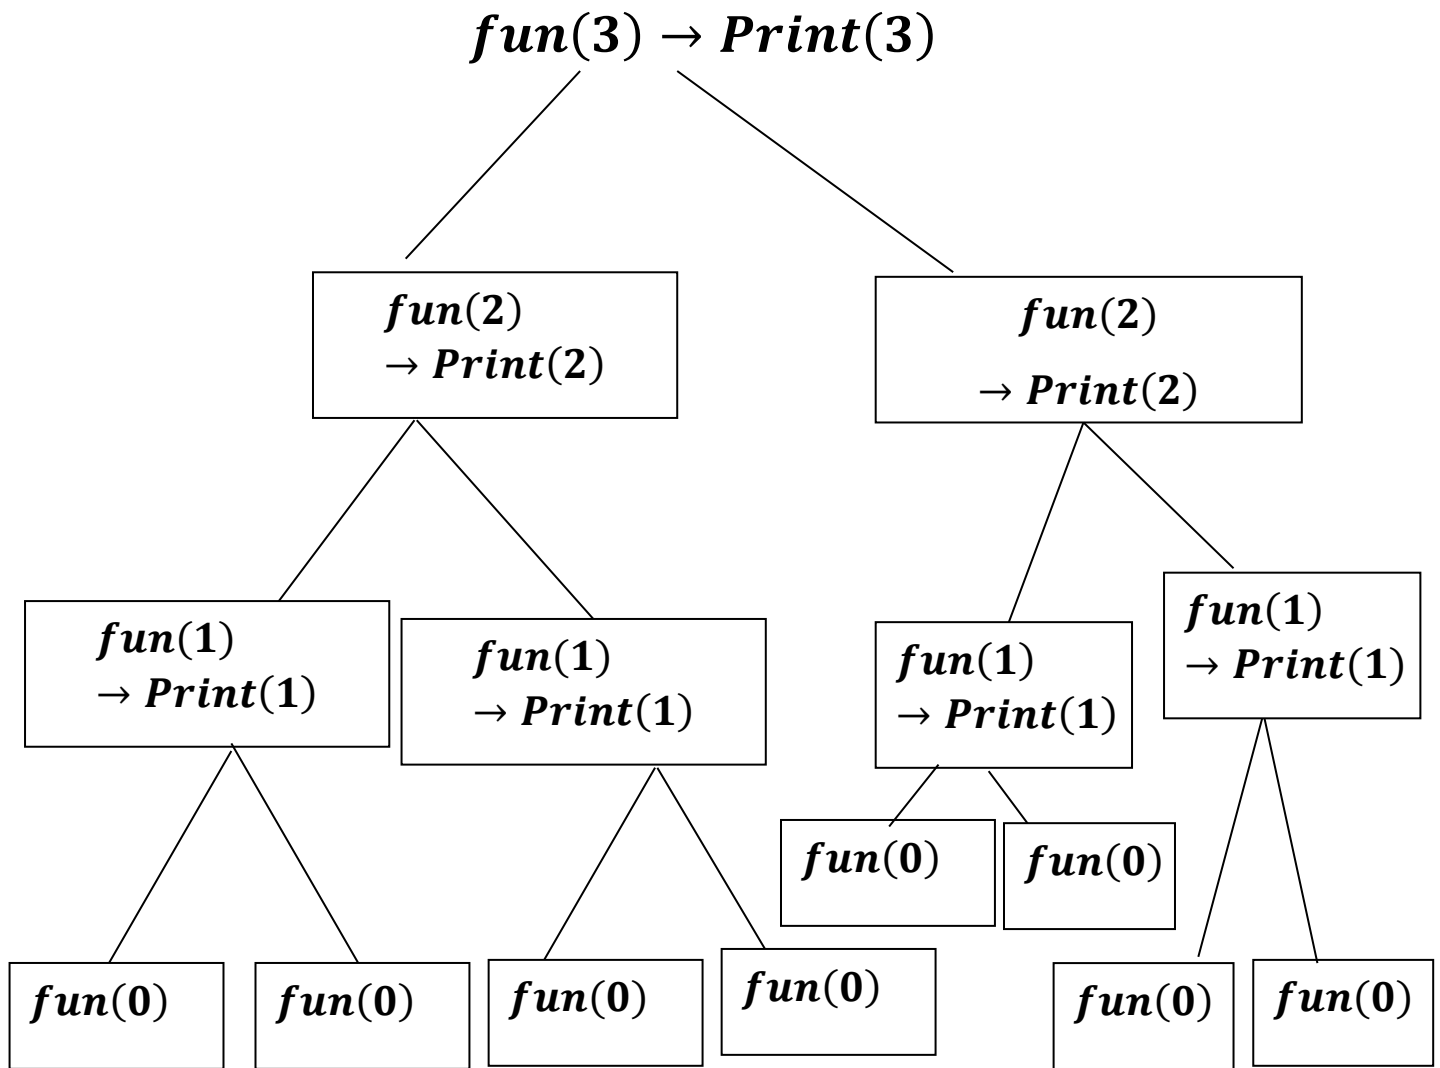 fun(3) → Print(3)
fun(2)
→ Print(2)
fun(2)
→ Print(2)
fun(1)
→ Print(1)
fun(1)
→ Print(1)
fun(1)
→ Print(1)
fun(1)
→ Print(1)
fun(0)
fun(0)
fun(0)
fun(0)
fun(0)
fun(0)
fun(0)
fun(0)